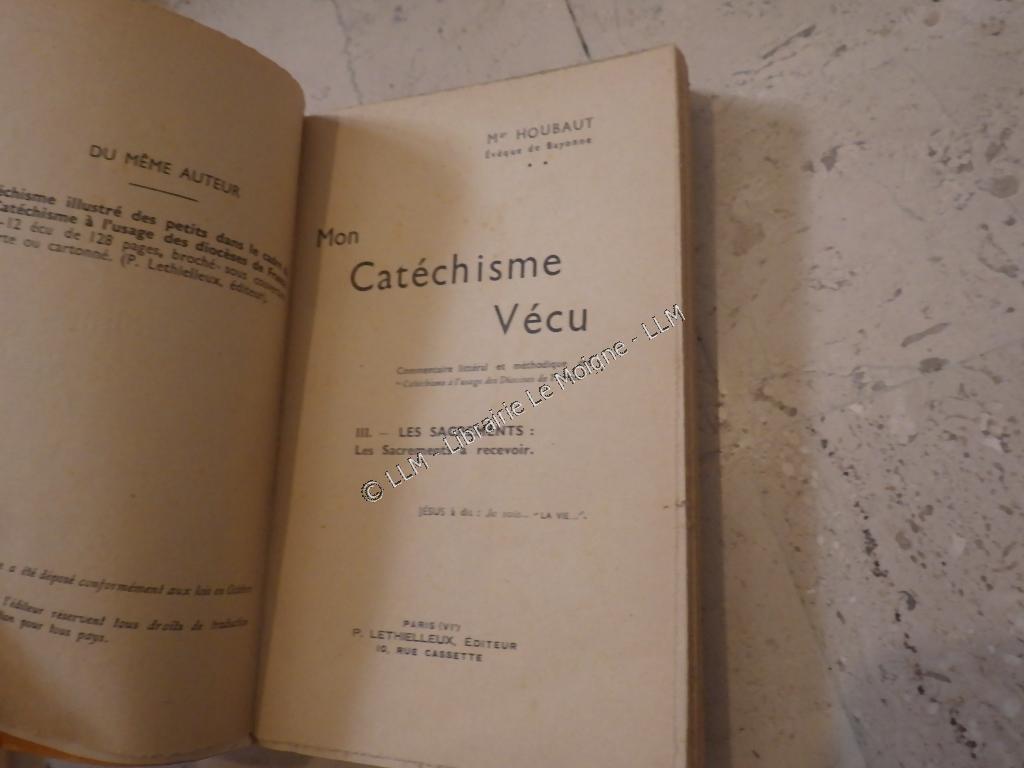 DU MÊME AUTEUR
échisme illustré des petits dans le cadre
Catéchisme à l'usage des diocèses de
-12 écu de 128 pages, broché sous
rte ou cartonné. (P. Lethielleux, éditeur).
a été déposé conformément aux lois en
l'éditeur réservent tous droits de traduction
pour tous pays.
Mgr HOUBAUT
Évêque de Bayonne
Mon
Catéchisme
Vécu
Commentaire littéral et méthodique
"Catéchisme à l'usage des Diocèses de
III. — LES SACREMENTS :
Les Sacrements à recevoir.
JÉSUS à dit : Je suis... "LA VIE...".
PARIS (VIe)
P. LETHIELLEUX, ÉDITEUR
10, RUE CASSETTE
© LLM - Librairie Le Moigne - LLM